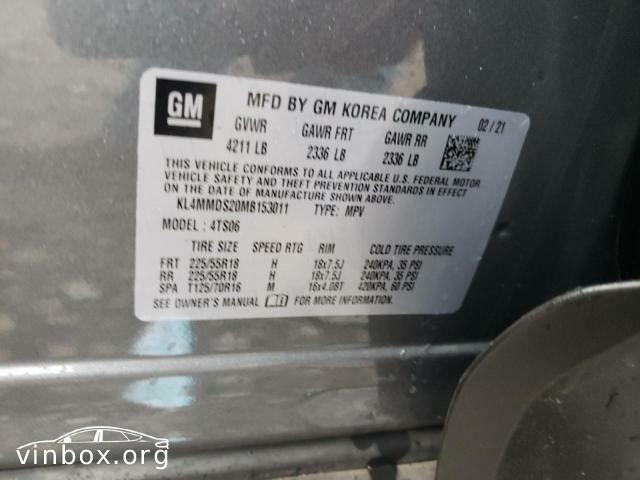 GM
MFD BY GM KOREA COMPANY 02/21
GVWR GAWR FRT GAWR RR
4211 LB 2336 LB 2336 LB
THIS VEHICLE CONFORMS TO ALL APPLICABLE U.S. FEDERAL MOTOR
VEHICLE SAFETY, BUMPER, AND THEFT PREVENTION STANDARDS IN EFFECT
ON THE DATE OF MANUFACTURE SHOWN ABOVE.
KL4MMDS20MB153011 TYPE: MPV
MODEL : 4TS06
TIRE SIZE SPEED RTG RIM COLD TIRE PRESSURE
FRT 225/55R18 H 18x7.5J 240KPA, 35 PSI
RR 225/55R18 H 18x7.5J 240KPA, 35 PSI
SPA T125/70R16 M 16x4.0BT 420KPA, 60 PSI
SEE OWNER'S MANUAL FOR MORE INFORMATION.
vinbox.org